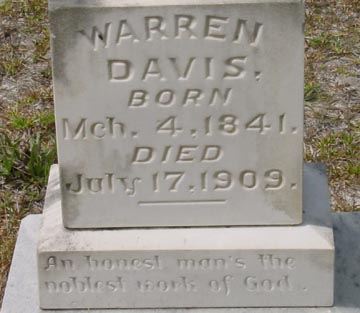 WARREN
DAVIS,
BORN
Mch. 4, 1841.
DIED
July 17, 1909.
An honest man's the
noblest work of God.